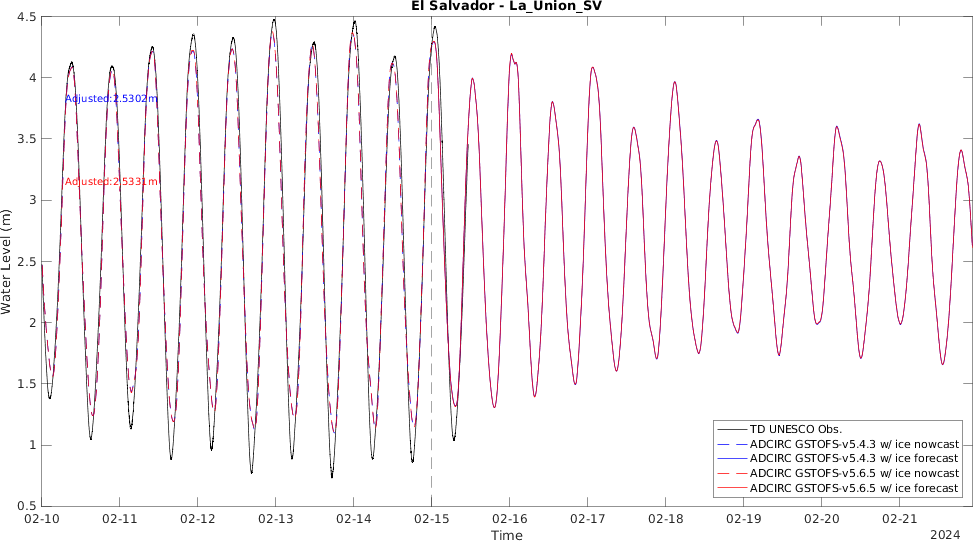 El Salvador - La_Union_SV
4.5
4
3.5
3
2.5
2
1.5
1
0.5
Water Level (m)
Adjusted:2.5302m
Adjusted:2.5331m
TD UNESCO Obs.
ADCIRC GSTOFS-v5.4.3 w/ ice nowcast
ADCIRC GSTOFS-v5.4.3 w/ ice forecast
ADCIRC GSTOFS-v5.6.5 w/ ice nowcast
ADCIRC GSTOFS-v5.6.5 w/ ice forecast
02-10 02-11 02-12 02-13 02-14 02-15 02-16 02-17 02-18 02-19 02-20 02-21
Time
2024